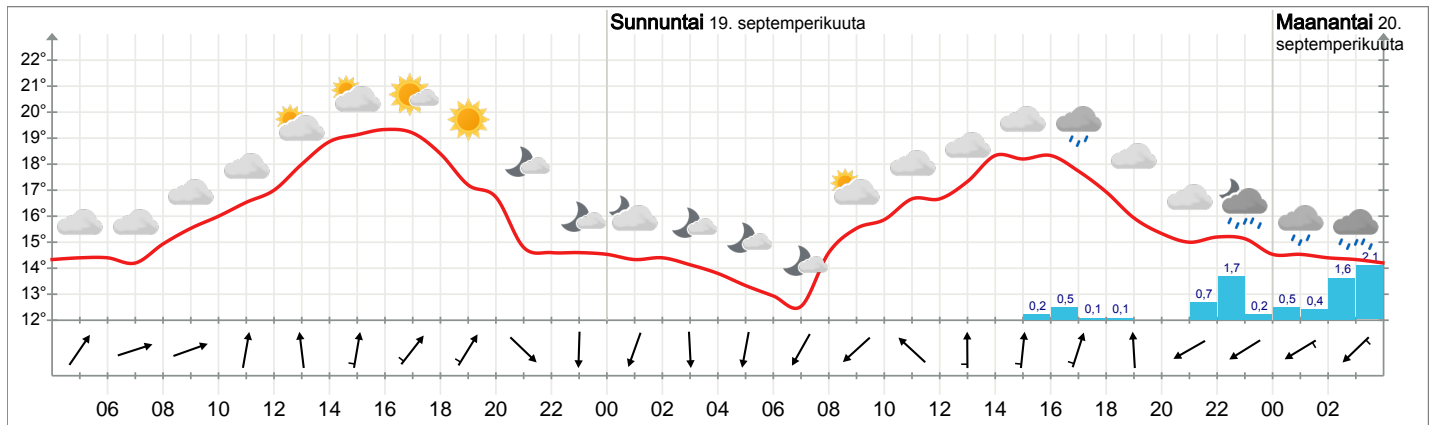 Sunnuntai 19. septemperikuuta
Maanantai 20.
septemperikuuta
22°
21°
20°
19°
18°
17°
16°
15°
14°
13°
12°
0,2 0,5 0,1 0,1 0,7 1,7 0,2 0,5 0,4 1,6 2,1
06 08 10 12 14 16 18 20 22 00 02 04 06 08 10 12 14 16 18 20 22 00 02